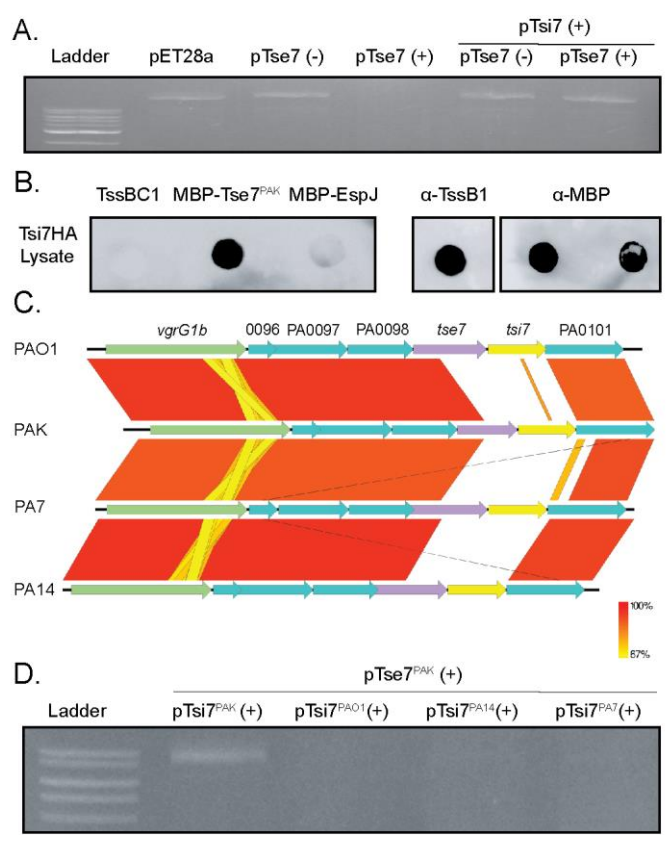 A.
pTsi7 (+)
Ladder pET28a pTse7 (-) pTse7 (+) pTse7 (-) pTse7 (+)
B.
TssBC1 MBP-Tse7PAK MBP-EspJ α-TssB1 α-MBP
Tsi7HA
Lysate
C.
vgrG1b 0096 PA0097 PA0098 tse7 tsi7 PA0101
PAO1
PAK
PA7
PA14
100%
67%
D.
pTse7PAK (+)
Ladder pTsi7PAK (+) pTsi7PAO1(+) pTsi7PA14(+) pTsi7PA7(+)